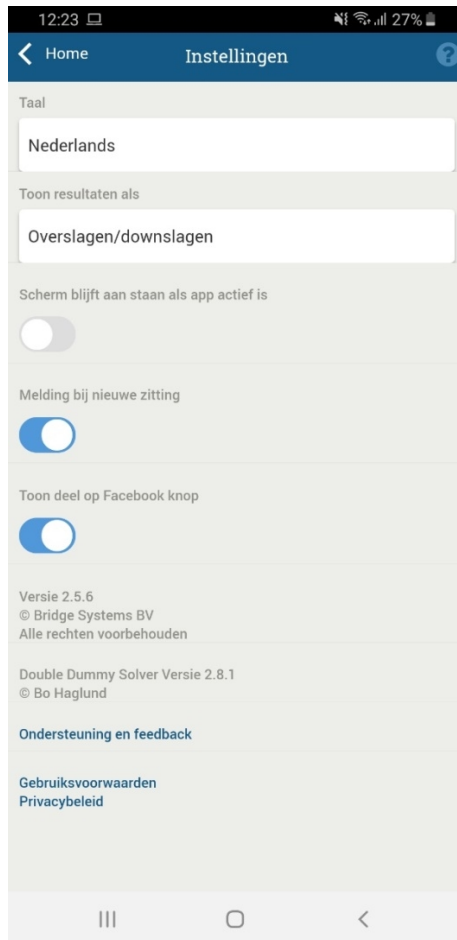 12:23 27%
Home Instellingen ?
Taal
Nederlands
Toon resultaten als
Overslagen/downslagen
Scherm blijft aan staan als app actief is
Melding bij nieuwe zitting
Toon deel op Facebook knop
Versie 2.5.6
© Bridge Systems BV
Alle rechten voorbehouden
Double Dummy Solver Versie 2.8.1
© Bo Haglund
Ondersteuning en feedback
Gebruiksvoorwaarden
Privacybeleid